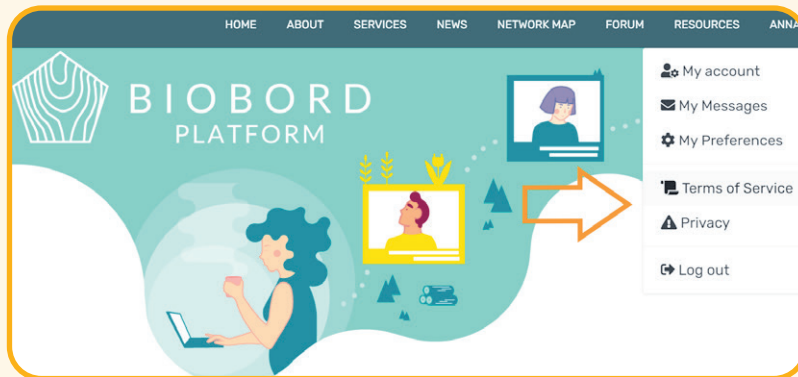 HOME ABOUT SERVICES NEWS NETWORK MAP FORUM RESOURCES ANNA
BIOBORD
PLATFORM
My account
My Messages
My Preferences
Terms of Service
Privacy
Log out